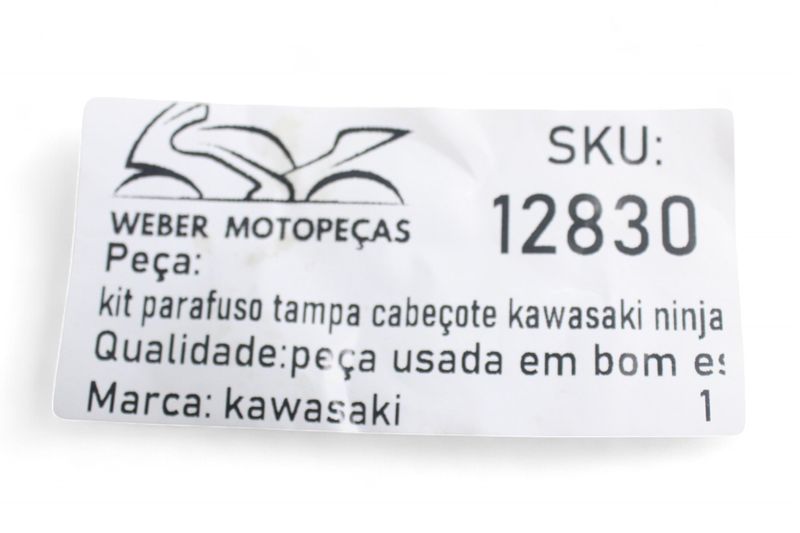 WEBER MOTOPEÇAS
SKU:
12830
Peça:
kit parafuso tampa cabeçote kawasaki ninja
Qualidade:peça usada em bom
Marca: kawasaki
1